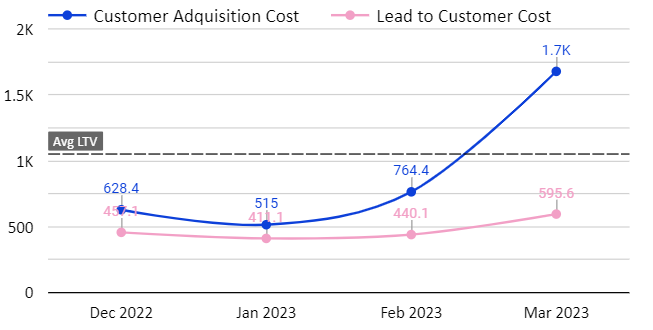 Customer Adquisition Cost Lead to Customer Cost
2K
1.7K
1.5K
Avg LTV
1K
764.4
628.4
595.6
515
411.1
440.1
500
0
Dec 2022 Jan 2023 Feb 2023 Mar 2023